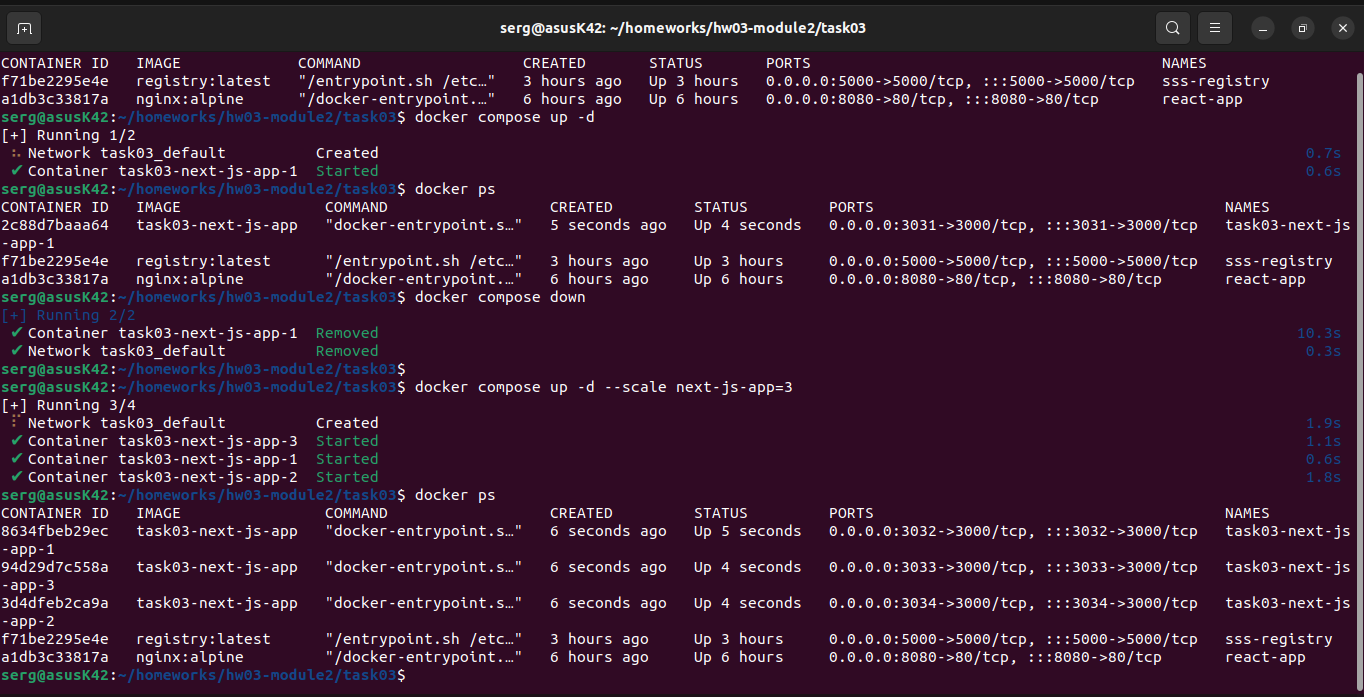 serg@asusK42: ~/homeworks/hw03-module2/task03
CONTAINER ID   IMAGE             COMMAND                  CREATED       STATUS       PORTS                                       NAMES
f71be2295e4e   registry:latest   "/entrypoint.sh /etc…"   3 hours ago   Up 3 hours   0.0.0.0:5000->5000/tcp, :::5000->5000/tcp   sss-registry
a1db3c33817a   nginx:alpine      "/docker-entrypoint.…"   6 hours ago   Up 6 hours   0.0.0.0:8080->80/tcp, :::8080->80/tcp       react-app
serg@asusK42:~/homeworks/hw03-module2/task03$ docker compose up -d
[+] Running 1/2
 ⠦ Network task03_default          Created                                                                 0.7s
 ✔ Container task03-next-js-app-1  Started                                                                 0.6s
serg@asusK42:~/homeworks/hw03-module2/task03$ docker ps
CONTAINER ID   IMAGE                COMMAND                  CREATED         STATUS         PORTS                                       NAMES
2c88d7baaa64   task03-next-js-app   "docker-entrypoint.s…"   5 seconds ago   Up 4 seconds   0.0.0.0:3031->3000/tcp, :::3031->3000/tcp   task03-next-js
-app-1
f71be2295e4e   registry:latest      "/entrypoint.sh /etc…"   3 hours ago     Up 3 hours     0.0.0.0:5000->5000/tcp, :::5000->5000/tcp   sss-registry
a1db3c33817a   nginx:alpine         "/docker-entrypoint.…"   6 hours ago     Up 6 hours     0.0.0.0:8080->80/tcp, :::8080->80/tcp       react-app
serg@asusK42:~/homeworks/hw03-module2/task03$ docker compose down
[+] Running 2/2
 ✔ Container task03-next-js-app-1  Removed                                                                10.3s
 ✔ Network task03_default          Removed                                                                 0.3s
serg@asusK42:~/homeworks/hw03-module2/task03$
serg@asusK42:~/homeworks/hw03-module2/task03$ docker compose up -d --scale next-js-app=3
[+] Running 3/4
 ⠏ Network task03_default          Created                                                                 1.9s
 ✔ Container task03-next-js-app-3  Started                                                                 1.1s
 ✔ Container task03-next-js-app-1  Started                                                                 0.6s
 ✔ Container task03-next-js-app-2  Started                                                                 1.8s
serg@asusK42:~/homeworks/hw03-module2/task03$ docker ps
CONTAINER ID   IMAGE                COMMAND                  CREATED         STATUS         PORTS                                       NAMES
8634fbeb29ec   task03-next-js-app   "docker-entrypoint.s…"   6 seconds ago   Up 5 seconds   0.0.0.0:3032->3000/tcp, :::3032->3000/tcp   task03-next-js
-app-1
94d29d7c558a   task03-next-js-app   "docker-entrypoint.s…"   6 seconds ago   Up 4 seconds   0.0.0.0:3033->3000/tcp, :::3033->3000/tcp   task03-next-js
-app-3
3d4dfeb2ca9a   task03-next-js-app   "docker-entrypoint.s…"   6 seconds ago   Up 4 seconds   0.0.0.0:3034->3000/tcp, :::3034->3000/tcp   task03-next-js
-app-2
f71be2295e4e   registry:latest      "/entrypoint.sh /etc…"   3 hours ago     Up 3 hours     0.0.0.0:5000->5000/tcp, :::5000->5000/tcp   sss-registry
a1db3c33817a   nginx:alpine         "/docker-entrypoint.…"   6 hours ago     Up 6 hours     0.0.0.0:8080->80/tcp, :::8080->80/tcp       react-app
serg@asusK42:~/homeworks/hw03-module2/task03$